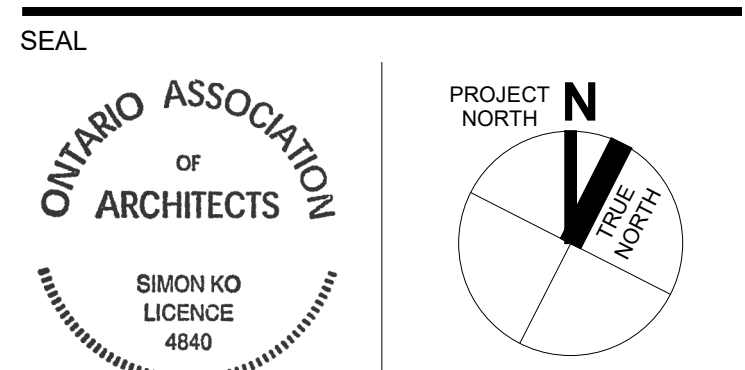 SEAL
ONTARIO ASSOCIATION
OF
ARCHITECTS
SIMON KO
LICENCE
4840
PROJECT
NORTH
N
TRUE
NORTH